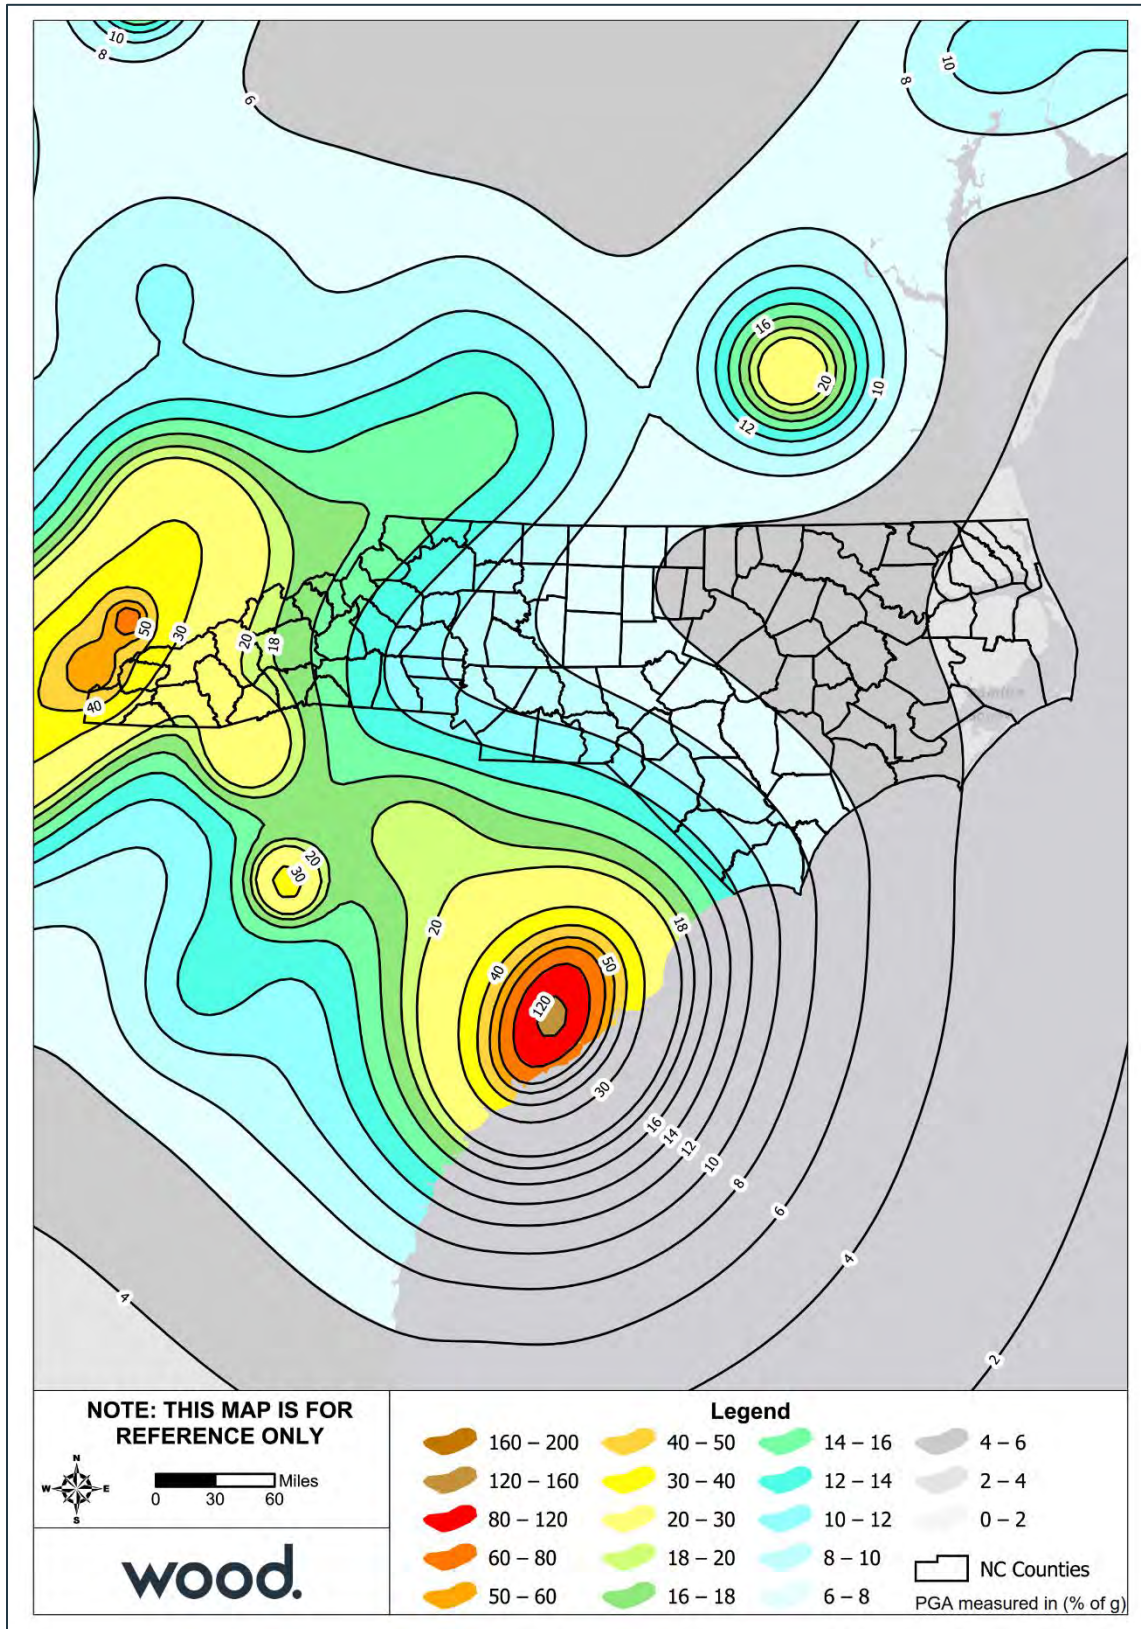 10
8
6
8
10
16
20
10
12
50
30
20
18
40
Pamlico
20
30
20
18
40
50
120
30
16
14
12
10
8
6
4
4
2
NOTE: THIS MAP IS FOR
REFERENCE ONLY
N
W E
S
Miles
0 30 60
wood.
Legend
160 – 200 40 – 50 14 – 16 4 – 6
120 – 160 30 – 40 12 – 14 2 – 4
80 – 120 20 – 30 10 – 12 0 – 2
60 – 80 18 – 20 8 – 10 NC Counties
50 – 60 16 – 18 6 – 8 PGA measured in (% of g)